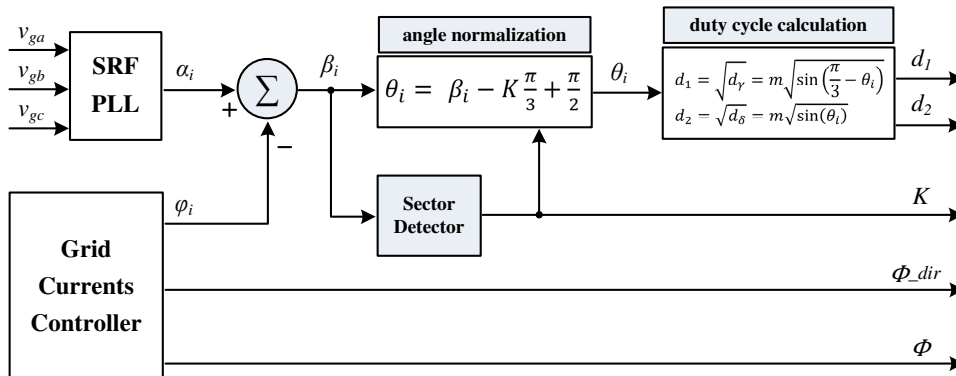 v_ga
v_gb
v_gc
SRF
PLL
α_i
+
−
Σ
β_i
angle normalization
θ_i = β_i − K π/3 + π/2
θ_i
duty cycle calculation
d_1 = √d_γ = m√sin(π/3 − θ_i)
d_2 = √d_δ = m√sin(θ_i)
d_1
d_2
Sector
Detector
K
φ_i
Grid
Currents
Controller
Φ_dir
Φ